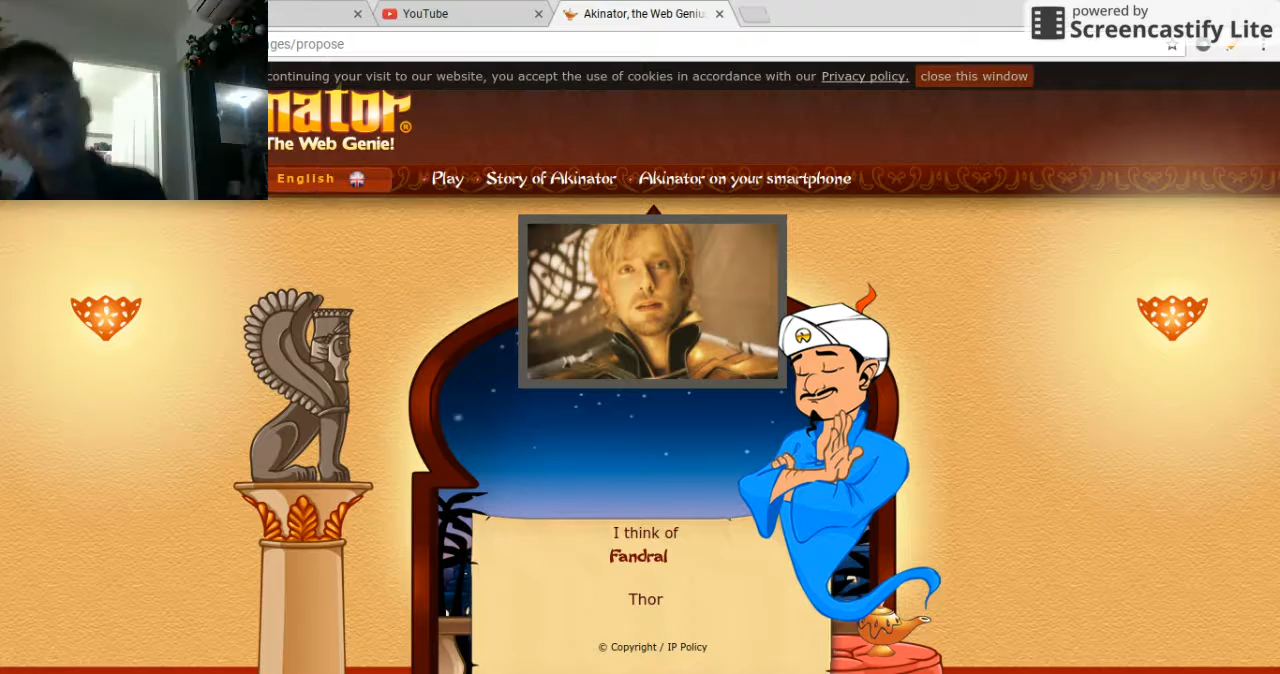 YouTube
Akinator, the Web Geniu
powered by
Screencastify Lite
ges/propose
continuing your visit to our website, you accept the use of cookies in accordance with our Privacy policy. close this window
nator®
The Web Genie!
English
Play
Story of Akinator
Akinator on your smartphone
I think of
Fandral
Thor
© Copyright / IP Policy